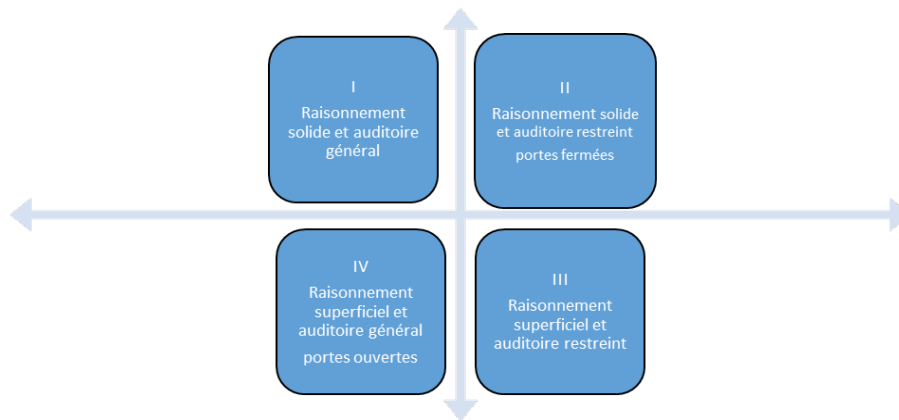 I
Raisonnement
solide et auditoire
général
II
Raisonnement solide
et auditoire restreint
portes fermées
IV
Raisonnement
superficiel et
auditoire général
portes ouvertes
III
Raisonnement
superficiel et
auditoire restreint